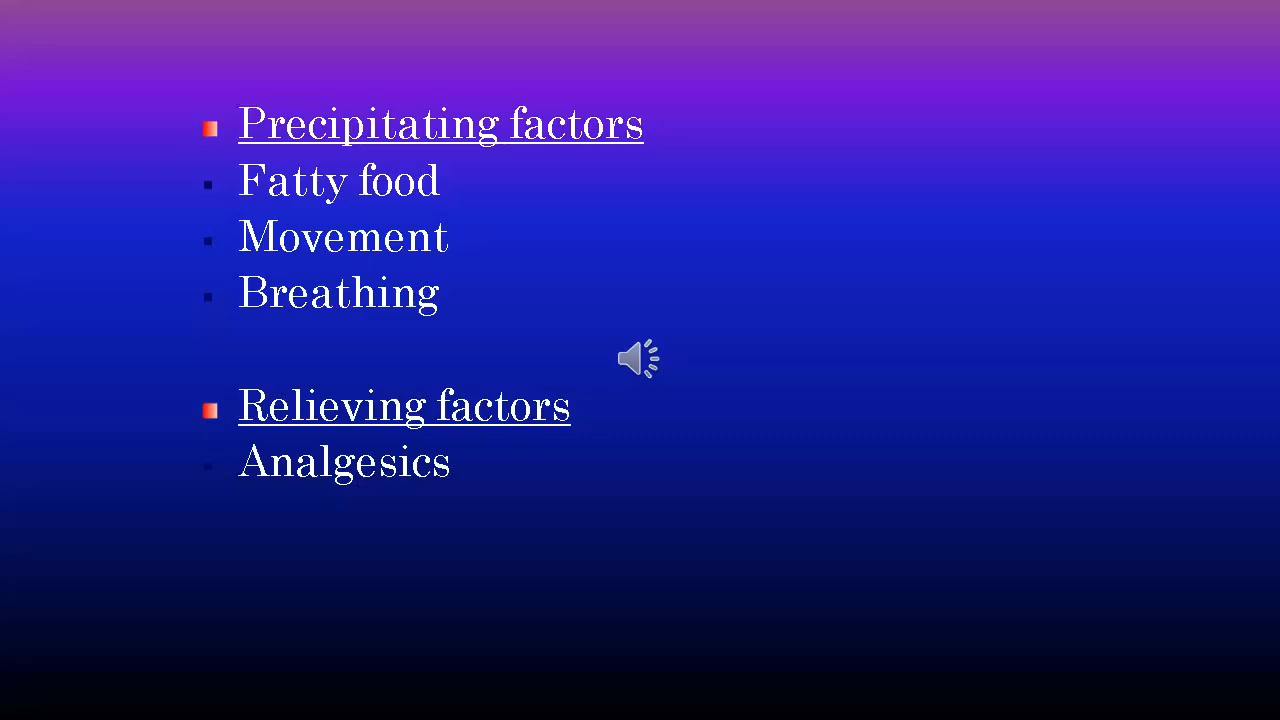 Precipitating factors
Fatty food
Movement
Breathing
Relieving factors
Analgesics